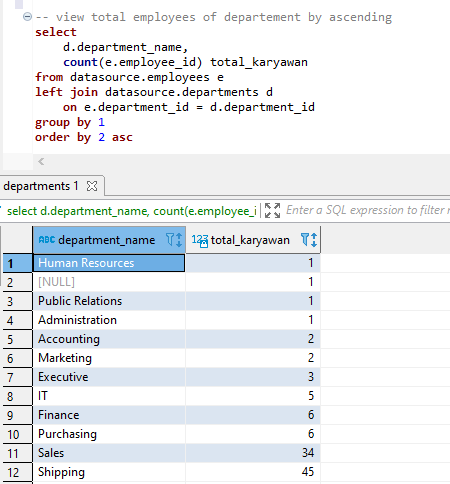 -- view total employees of departement by ascending
select
d.department_name,
count(e.employee_id) total_karyawan
from datasource.employees e
left join datasource.departments d
on e.department_id = d.department_id
group by 1
order by 2 asc
departments 1
select d.department_name, count(e.employee_i Enter a SQL expression to filter r
ABC department_name 123 total_karyawan
1 Human Resources 1
2 [NULL] 1
3 Public Relations 1
4 Administration 1
5 Accounting 2
6 Marketing 2
7 Executive 3
8 IT 5
9 Finance 6
10 Purchasing 6
11 Sales 34
12 Shipping 45